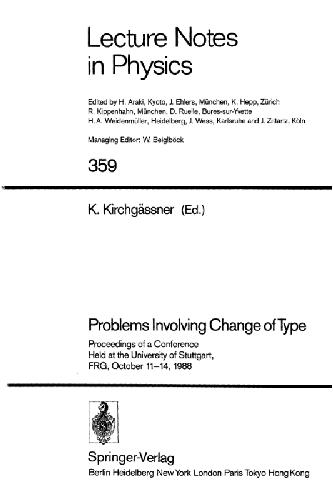 Lecture Notes
in Physics
Edited by H. Araki, Kyoto, J. Ehlers, München, K. Hepp, Zürich
R. Kippenhahn, München, D. Ruelle, Bures-sur-Yvette
H.A. Weidenmüller, Heidelberg, J. Wess, Karlsruhe and J. Zittartz, Köln
Managing Editor: W. Beiglböck
359
K. Kirchgässner (Ed.)
Problems Involving Change of Type
Proceedings of a Conference
Held at the University of Stuttgart,
FRG, October 11–14, 1988
Springer-Verlag
Berlin Heidelberg New York London Paris Tokyo Hong Kong